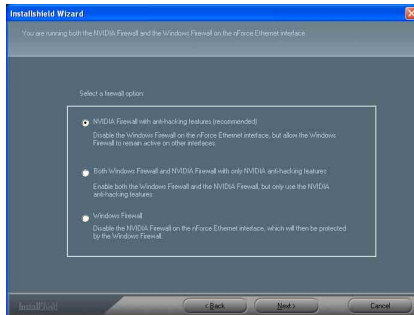 Installshield Wizard
You are running both the NVIDIA Firewall and the Windows Firewall on the nForce Ethernet interface.
Select a firewall option:
NVIDIA Firewall with anti-hacking features (recommended)
Disable the Windows Firewall on the nForce Ethernet interface, but allow the Windows
Firewall to remain active on other interfaces.
Both Windows Firewall and NVIDIA Firewall with only NVIDIA anti-hacking features
Enable both the Windows Firewall and the NVIDIA Firewall, but only use the NVIDIA
anti-hacking features.
Windows Firewall
Disable the NVIDIA Firewall on the nForce Ethernet interface, which will then be protected
by the Windows Firewall.
InstallShield
< Back
Next >
Cancel